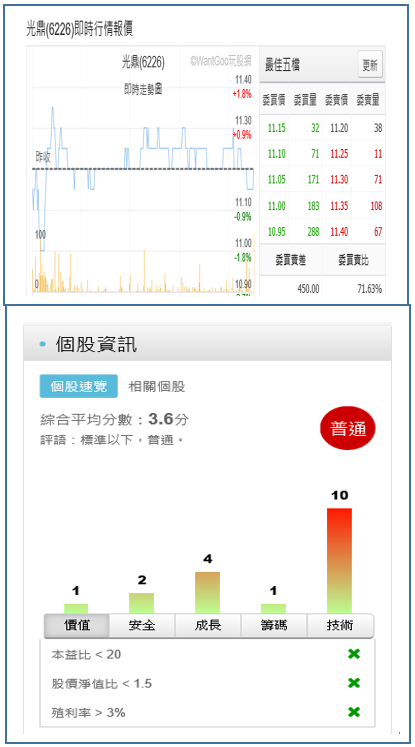 光鼎(6226)即時行情報價
光鼎(6226)
©WantGoo玩股網
即時走勢圖
11.40
+1.8%
11.30
+0.9%
昨收
11.10
-0.9%
100
11.00
-1.8%
0
10.90
最佳五檔
更新
委買價 委買量 委賣價 委賣量
11.15 32 11.20 38
11.10 71 11.25 11
11.05 171 11.30 71
11.00 183 11.35 108
10.95 288 11.40 67
委買賣差 委買賣比
450.00 71.63%
個股資訊
個股速覽 相關個股
綜合平均分數：3.6分
評語：標準以下，普通。
普通
1 2 4 1 10
價值 安全 成長 籌碼 技術
本益比 < 20
股價淨值比 < 1.5
殖利率 > 3%